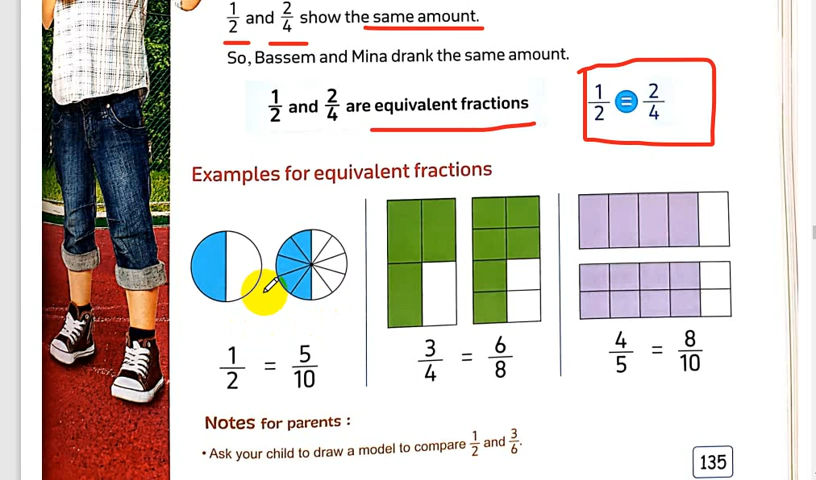 1/2 and 2/4 show the same amount.
So, Bassem and Mina drank the same amount.
1/2 and 2/4 are equivalent fractions
1/2 = 2/4
Examples for equivalent fractions
1/2 = 5/10
3/4 = 6/8
4/5 = 8/10
Notes for parents :
• Ask your child to draw a model to compare 1/2 and 3/6.
135